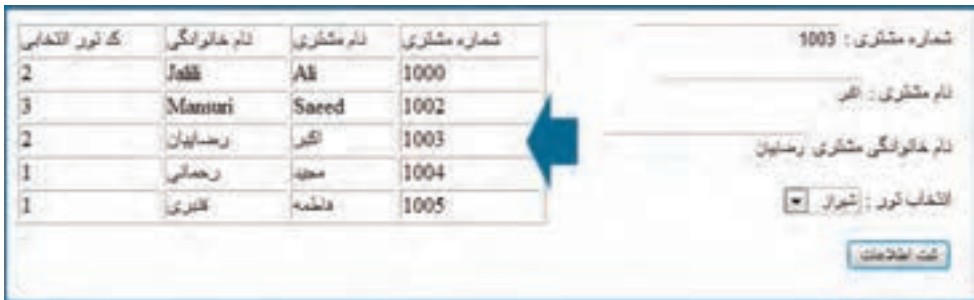 شماره مشتری : 1003
نام مشتری : اکبر
نام خانوادگی مشتری رضاییان
انتخاب تور : شیراز
ثبت اطلاعات
شماره مشتری نام مشتری نام خانوادگی کد تور انتخابی
1000 Ali Jalili 2
1002 Saeed Mansuri 3
1003 اکبر رضاییان 2
1004 مجید رحمانی 1
1005 فاطمه قنبری 1